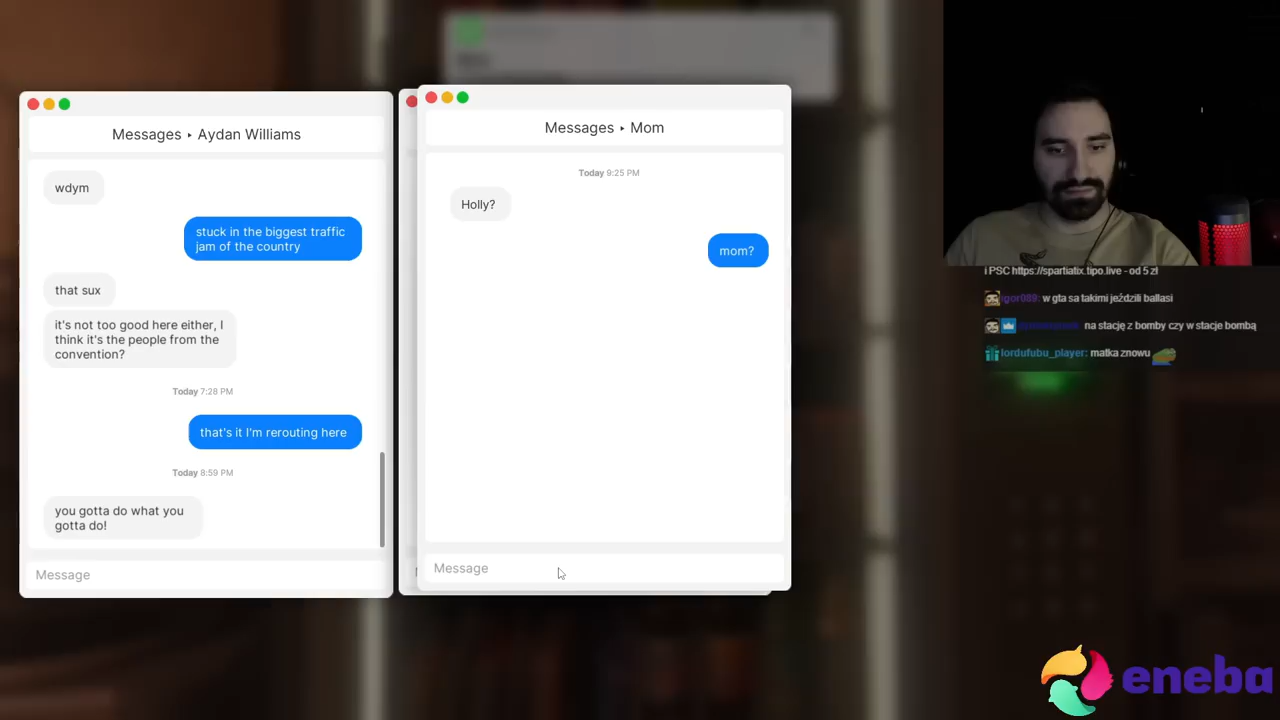 Messages ▸ Aydan Williams
wdym
stuck in the biggest traffic
jam of the country
that sux
it's not too good here either, I
think it's the people from the
convention?
Today 7:28 PM
that's it I'm rerouting here
Today 8:59 PM
you gotta do what you
gotta do!
Message
Messages ▸ Mom
Today 9:25 PM
Holly?
mom?
Message
i PSC https://spartiatix.tipo.live - od 5 zł
igor089: w gta sa takimi jeździli ballasi
na stację z bomby czy w stacje bombą
lordufubu_player: matka znowu
eneba